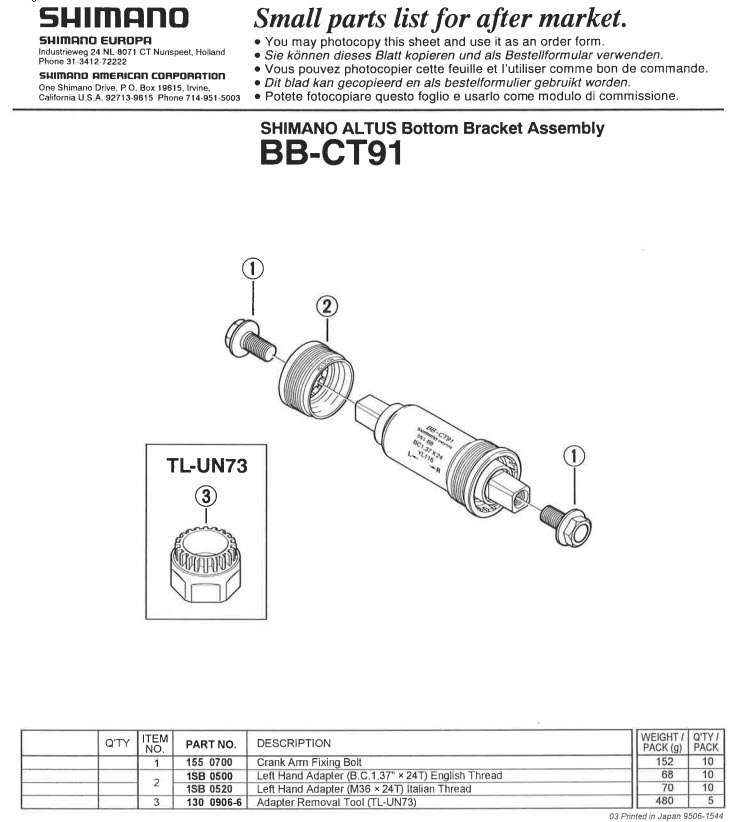 SHIMANO
SHIMANO EUROPA
Industrieweg 24 NL-8071 CT Nunspeet, Holland
Phone 31-3412-72222
SHIMANO AMERICAN CORPORATION
One Shimano Drive, P.O. Box 19615, Irvine,
California U.S.A. 92713-9615 Phone 714-951-5003
Small parts list for after market.
• You may photocopy this sheet and use it as an order form.
• Sie können dieses Blatt kopieren und als Bestellformular verwenden.
• Vous pouvez photocopier cette feuille et l'utiliser comme bon de commande.
• Dit blad kan gecopieerd en als bestelformulier gebruikt worden.
• Potete fotocopiare questo foglio e usarlo come modulo di commissione.
SHIMANO ALTUS Bottom Bracket Assembly
BB-CT91
1
2
BB-CT91
68
BC1.37X24
YL116
L R
1
TL-UN73
3
Q'TY ITEM NO. PART NO. DESCRIPTION WEIGHT / PACK (g) Q'TY / PACK
1 155 0700 Crank Arm Fixing Bolt 152 10
2 1SB 0500 Left Hand Adapter (B.C.1.37" × 24T) English Thread 68 10
1SB 0520 Left Hand Adapter (M36 × 24T) Italian Thread 70 10
3 130 0906-6 Adapter Removal Tool (TL-UN73) 480 5
03 Printed in Japan 9506-1544